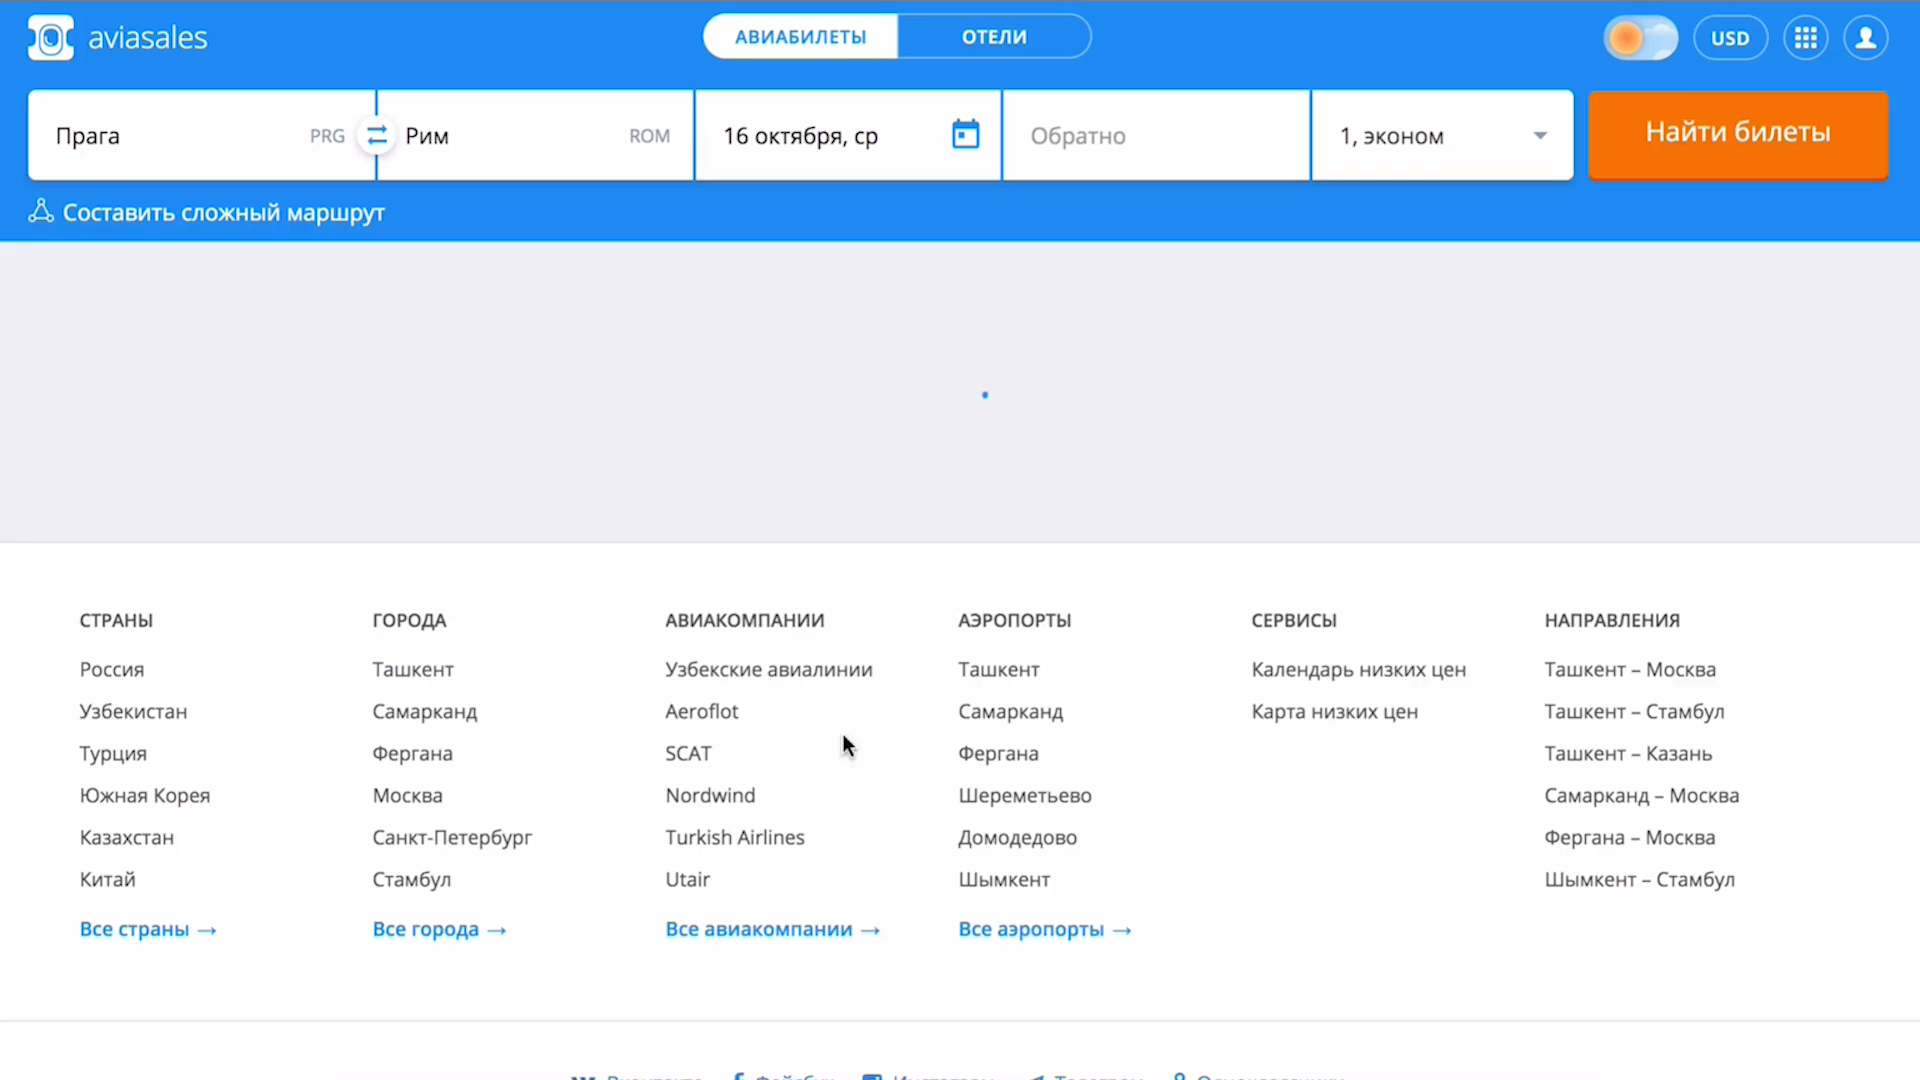 aviasales
АВИАБИЛЕТЫ ОТЕЛИ
USD
Прага PRG Рим ROM 16 октября, ср Обратно 1, эконом Найти билеты
Составить сложный маршрут
СТРАНЫ ГОРОДА АВИАКОМПАНИИ АЭРОПОРТЫ СЕРВИСЫ НАПРАВЛЕНИЯ
Россия Ташкент Узбекские авиалинии Ташкент Календарь низких цен Ташкент – Москва
Узбекистан Самарканд Aeroflot Самарканд Карта низких цен Ташкент – Стамбул
Турция Фергана SCAT Фергана Ташкент – Казань
Южная Корея Москва Nordwind Шереметьево Самарканд – Москва
Казахстан Санкт-Петербург Turkish Airlines Домодедово Фергана – Москва
Китай Стамбул Utair Шымкент Шымкент – Стамбул
Все страны → Все города → Все авиакомпании → Все аэропорты →